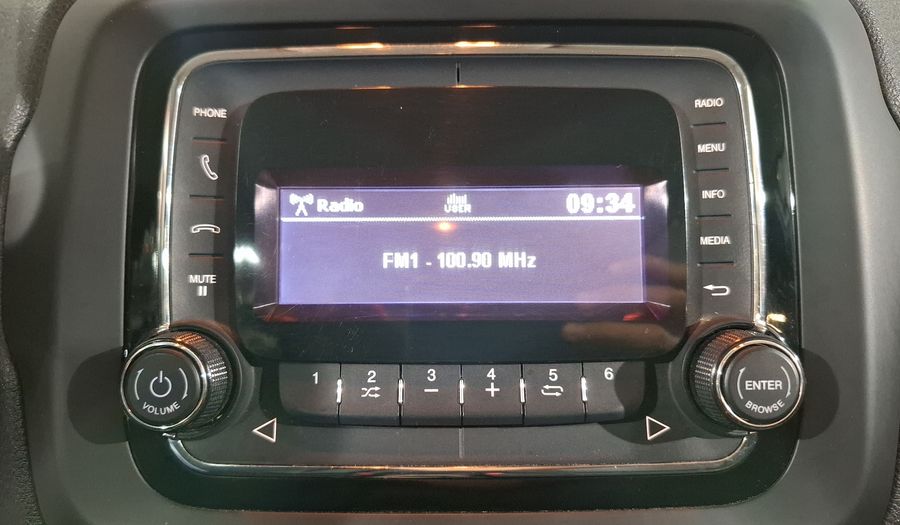 PHONE
RADIO
MENU
INFO
MEDIA
MUTE
Radio
USER
09:34
FM1 - 100.90 MHz
1
2
3
4
5
6
VOLUME
ENTER
BROWSE